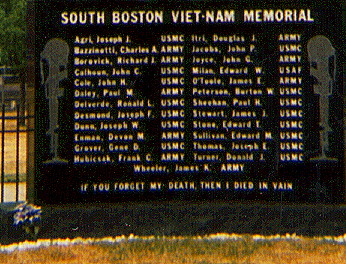 SOUTH BOSTON VIET-NAM MEMORIAL
Agri, Joseph J. USMC Itri, Douglas J. ARMY
Bazzinotti, Charles A. ARMY Jacobs, John P. USMC
Borovick, Richard J. ARMY Joyce, John C. ARMY
Calhoun, John C. USMC Milan, Edward W. USAF
Cole, John H. USMC O'Toole, James E. ARMY
Daley, Paul M. ARMY Peterson, Burton W. USMC
Delverde, Ronald L. USMC Sheehan, Paul H. USMC
Desmond, Joseph F. USMC Stewart, James J. USMC
Dunn, Joseph W. USMC Stone, Edward C. USMC
Enman, ARMY Sullivan, Edward M. USMC
Graver, Gene D. USMC Thomas, Joseph E. USMC
Hubicsak, Frank C. ARMY Turner, Donald J. USMC
Wheeler, James K. ARMY
IF YOU FORGET MY DEATH, THEN I DIED IN VAIN